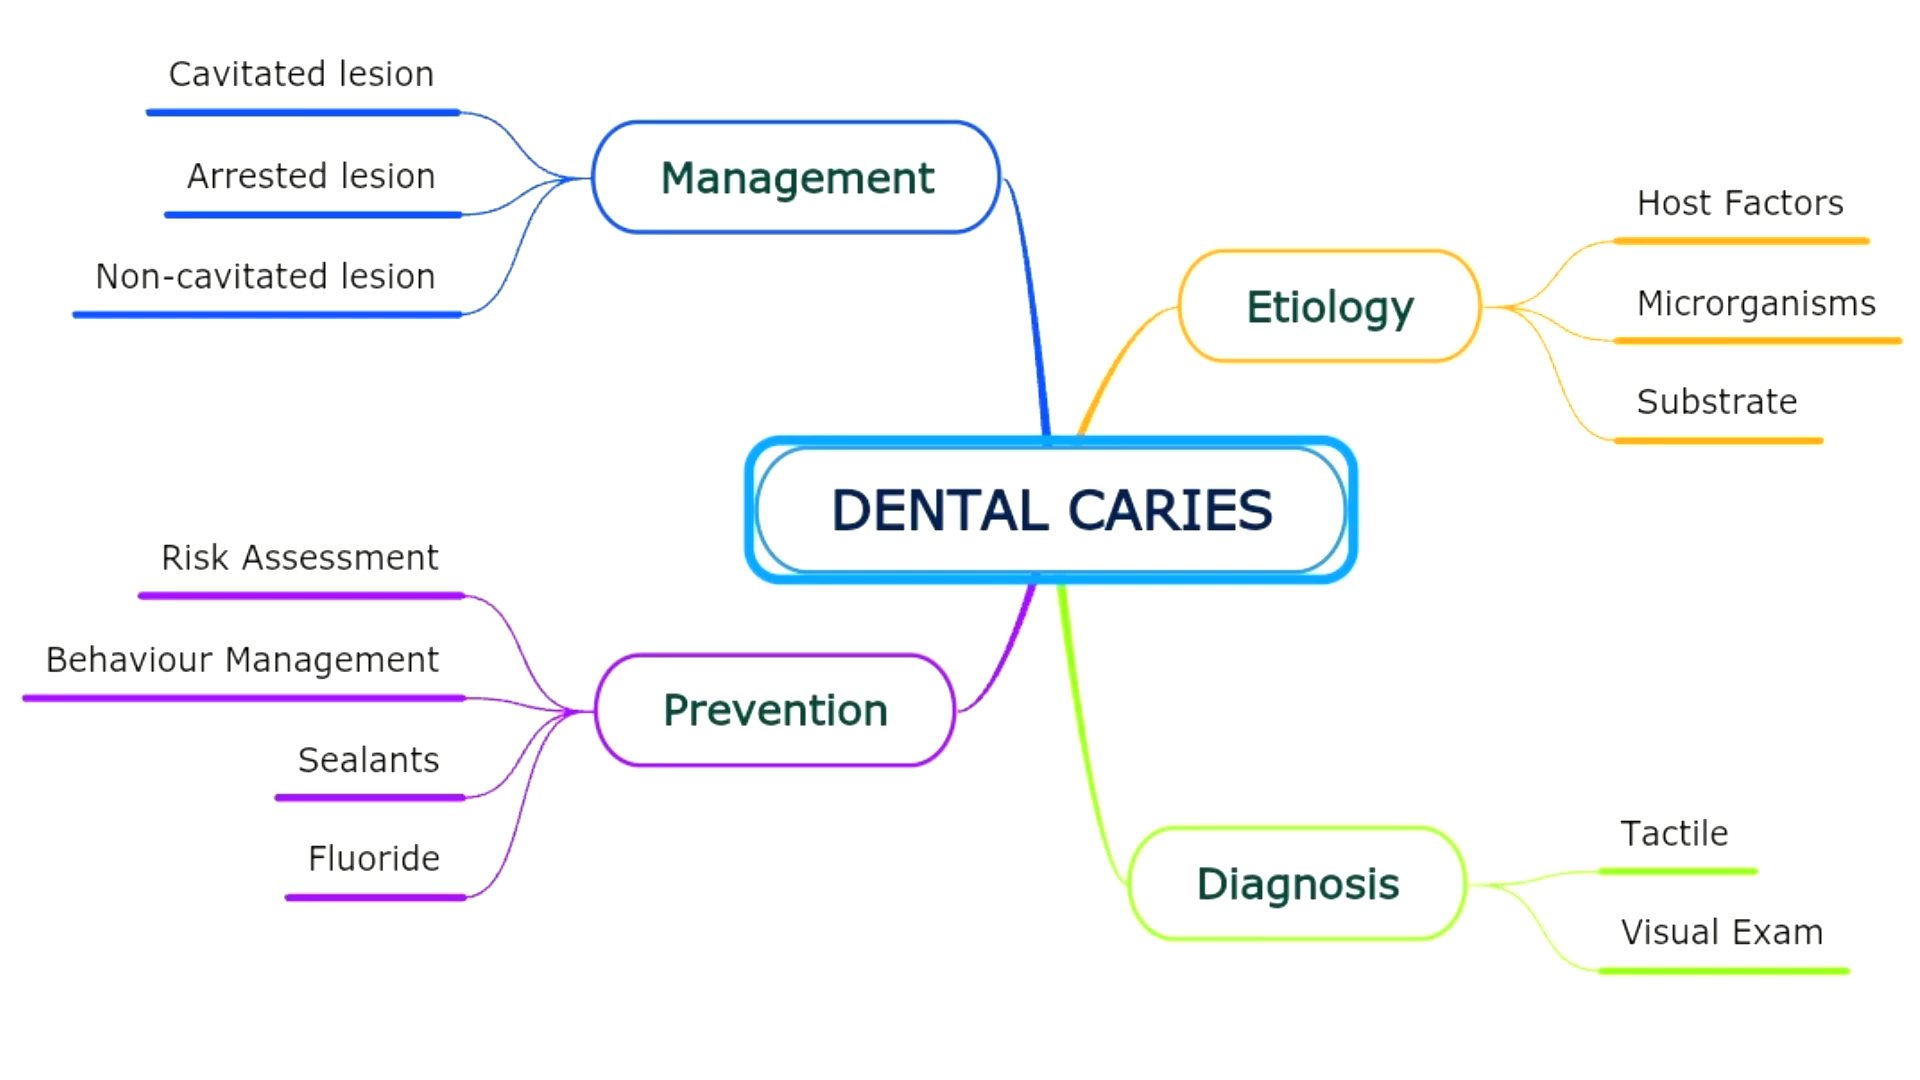 Cavitated lesion
Arrested lesion
Non-cavitated lesion
Management
Etiology
Host Factors
Microrganisms
Substrate
DENTAL CARIES
Risk Assessment
Behaviour Management
Sealants
Fluoride
Prevention
Diagnosis
Tactile
Visual Exam